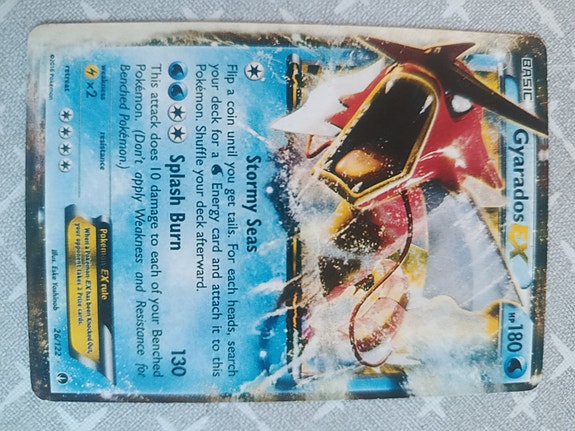 BASIC
Gyarados EX HP 180
Stormy Seas
Flip a coin until you get tails. For each heads, search
your deck for a Energy card and attach it to this
Pokémon. Shuffle your deck afterward.
Splash Burn 130
This attack does 10 damage to each of your Benched
Pokémon. (Don't apply Weakness and Resistance for
Benched Pokémon.)
weakness resistance
×2
retreat
Pokémon EX rule
When a Pokémon-EX has been Knocked Out,
your opponent takes 2 Prize cards.
©2016 Pokémon
Illus. Eske Yoshinob 26/122